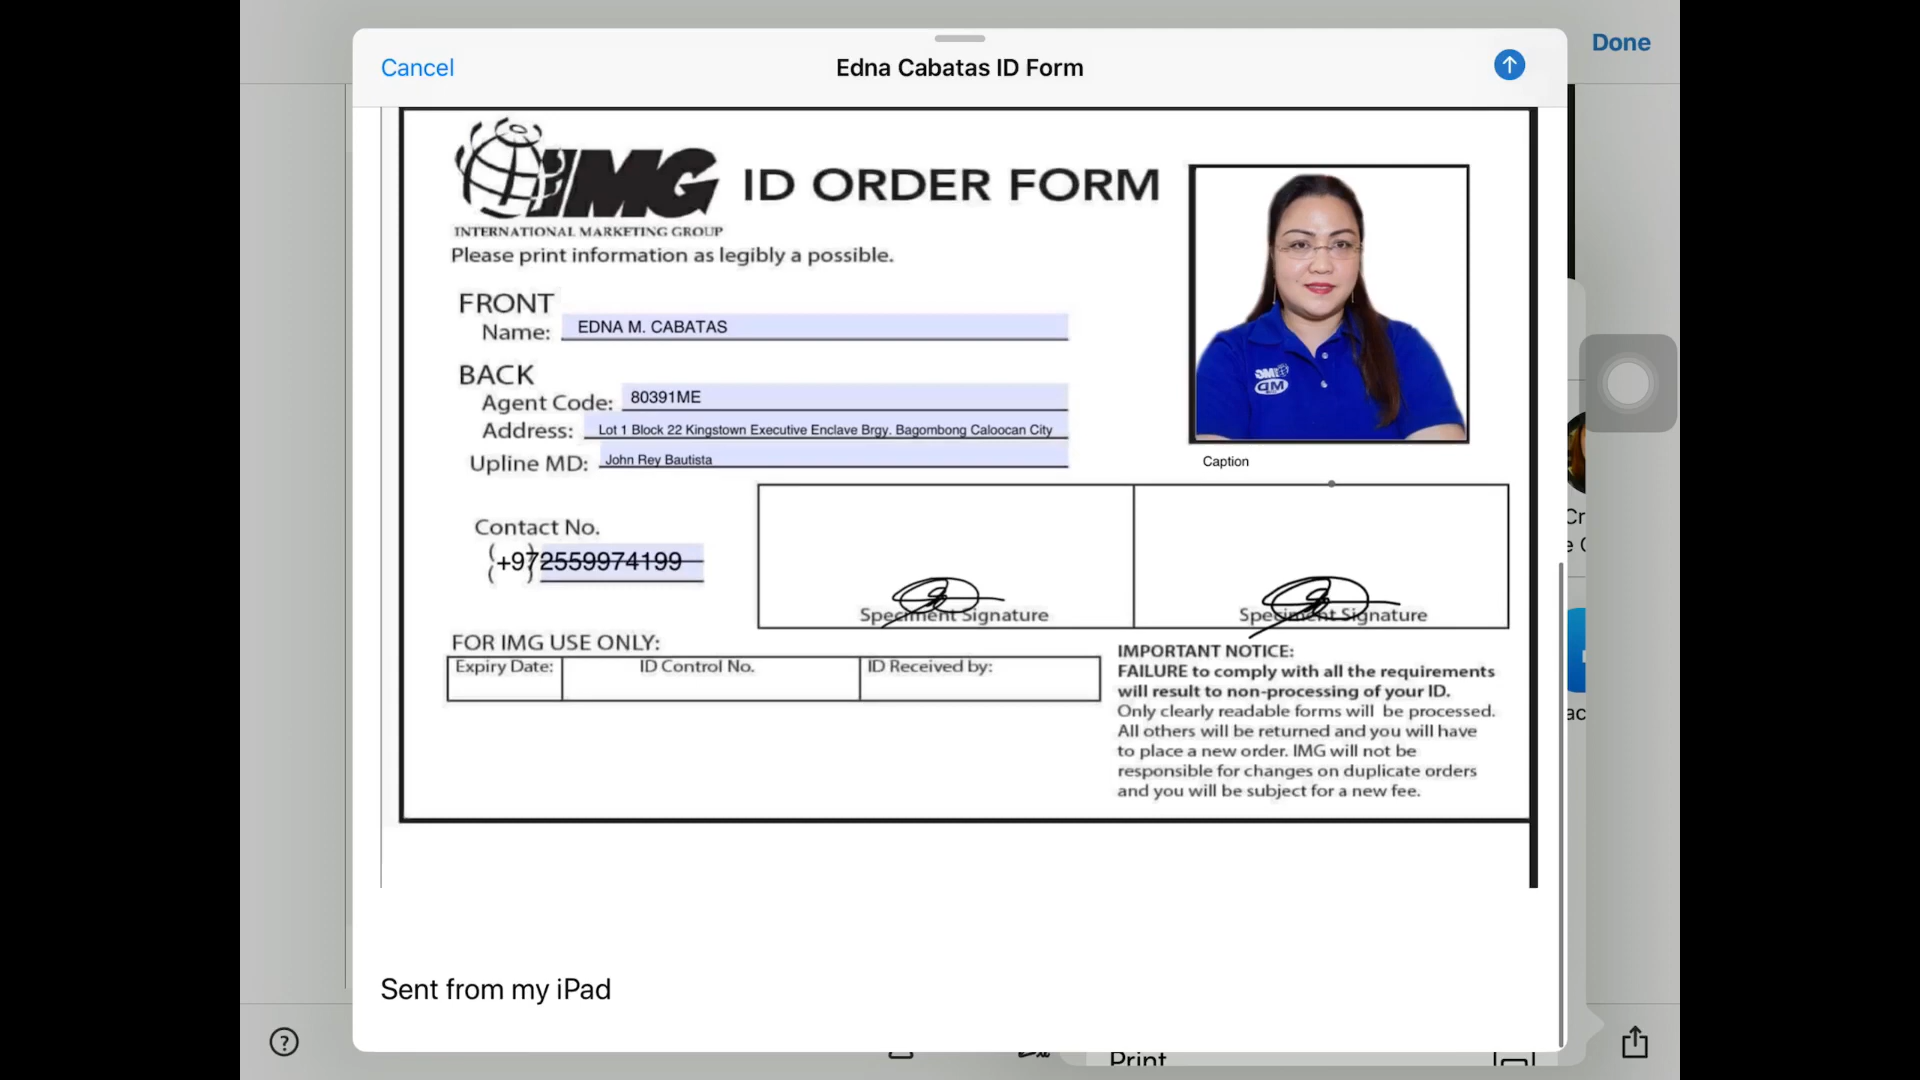 Done
Cancel
Edna Cabatas ID Form
IMG
INTERNATIONAL MARKETING GROUP
ID ORDER FORM
Please print information as legibly a possible.
FRONT
Name: EDNA M. CABATAS
BACK
Agent Code: 80391ME
Address: Lot 1 Block 22 Kingstown Executive Enclave Brgy. Bagombong Caloocan City
Upline MD: John Rey Bautista
Caption
Contact No.
+972559974199
Speciment Signature
Speciment Signature
FOR IMG USE ONLY:
Expiry Date:
ID Control No.
ID Received by:
IMPORTANT NOTICE:
FAILURE to comply with all the requirements
will result to non-processing of your ID.
Only clearly readable forms will be processed.
All others will be returned and you will have
to place a new order. IMG will not be
responsible for changes on duplicate orders
and you will be subject for a new fee.
Sent from my iPad
Print